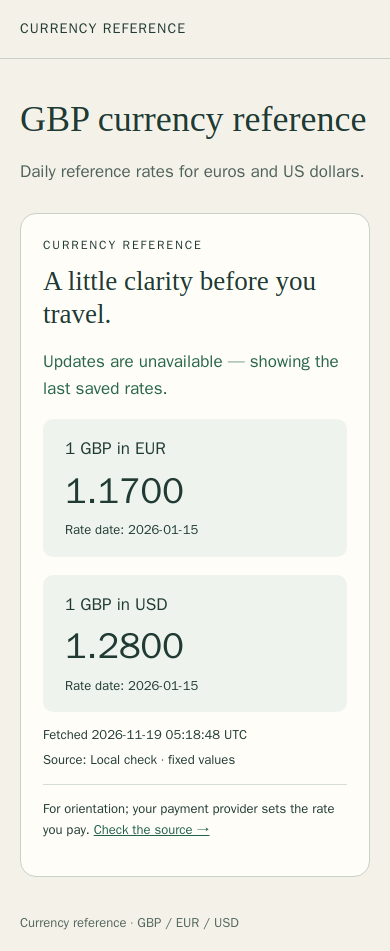 CURRENCY REFERENCE
GBP currency reference
Daily reference rates for euros and US dollars.
CURRENCY REFERENCE
A little clarity before you
travel.
Updates are unavailable — showing the
last saved rates.
1 GBP in EUR
1.1700
Rate date: 2026-01-15
1 GBP in USD
1.2800
Rate date: 2026-01-15
Fetched 2026-11-19 05:18:48 UTC
Source: Local check · fixed values
For orientation; your payment provider sets the rate
you pay. Check the source →
Currency reference · GBP / EUR / USD